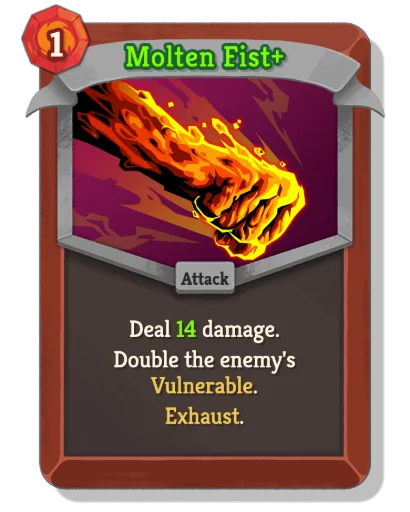 1
Molten Fist+
Attack
Deal 14 damage.
Double the enemy's
Vulnerable.
Exhaust.